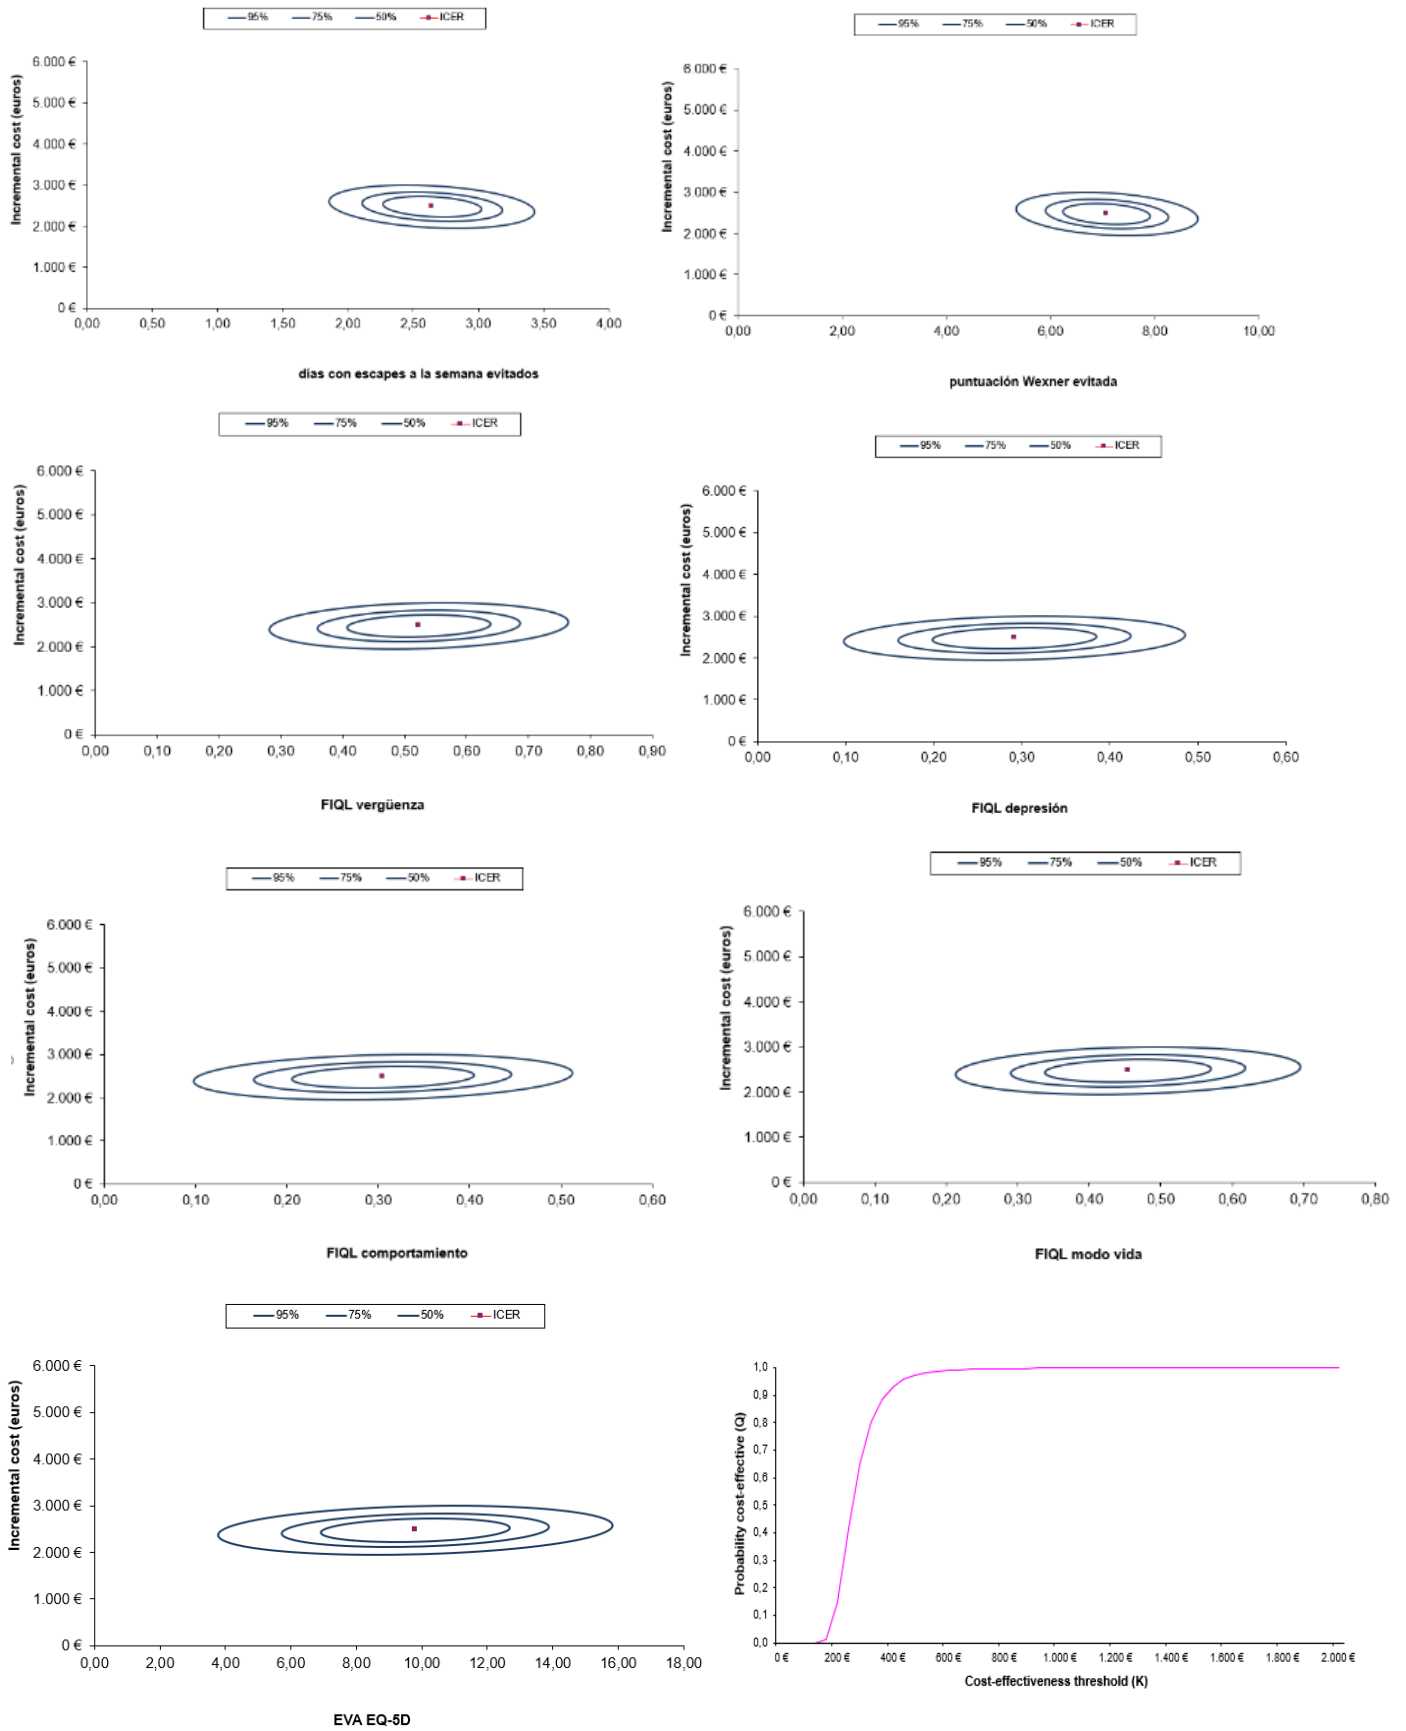 95% 75% 50% ICER
Incremental cost (euros)
6.000 €
5.000 €
4.000 €
3.000 €
2.000 €
1.000 €
0 €
0,00 0,50 1,00 1,50 2,00 2,50 3,00 3,50 4,00
días con escapes a la semana evitados
95% 75% 50% ICER
Incremental cost (euros)
6.000 €
5.000 €
4.000 €
3.000 €
2.000 €
1.000 €
0 €
0,00 2,00 4,00 6,00 8,00 10,00
puntuación Wexner evitada
95% 75% 50% ICER
Incremental cost (euros)
6.000 €
5.000 €
4.000 €
3.000 €
2.000 €
1.000 €
0 €
0,00 0,10 0,20 0,30 0,40 0,50 0,60 0,70 0,80 0,90
FIQL vergüenza
95% 75% 50% ICER
Incremental cost (euros)
6.000 €
5.000 €
4.000 €
3.000 €
2.000 €
1.000 €
0 €
0,00 0,10 0,20 0,30 0,40 0,50 0,60
FIQL depresión
95% 75% 50% ICER
Incremental cost (euros)
6.000 €
5.000 €
4.000 €
3.000 €
2.000 €
1.000 €
0 €
0,00 0,10 0,20 0,30 0,40 0,50 0,60
FIQL comportamiento
95% 75% 50% ICER
Incremental cost (euros)
6.000 €
5.000 €
4.000 €
3.000 €
2.000 €
1.000 €
0 €
0,00 0,10 0,20 0,30 0,40 0,50 0,60 0,70 0,80
FIQL modo vida
95% 75% 50% ICER
Incremental cost (euros)
6.000 €
5.000 €
4.000 €
3.000 €
2.000 €
1.000 €
0 €
0,00 2,00 4,00 6,00 8,00 10,00 12,00 14,00 16,00 18,00
EVA EQ-5D
Probability cost-effective (Q)
1,0
0,9
0,8
0,7
0,6
0,5
0,4
0,3
0,2
0,1
0,0
0 € 200 € 400 € 600 € 800 € 1.000 € 1.200 € 1.400 € 1.600 € 1.800 € 2.000 €
Cost-effectiveness threshold (K)